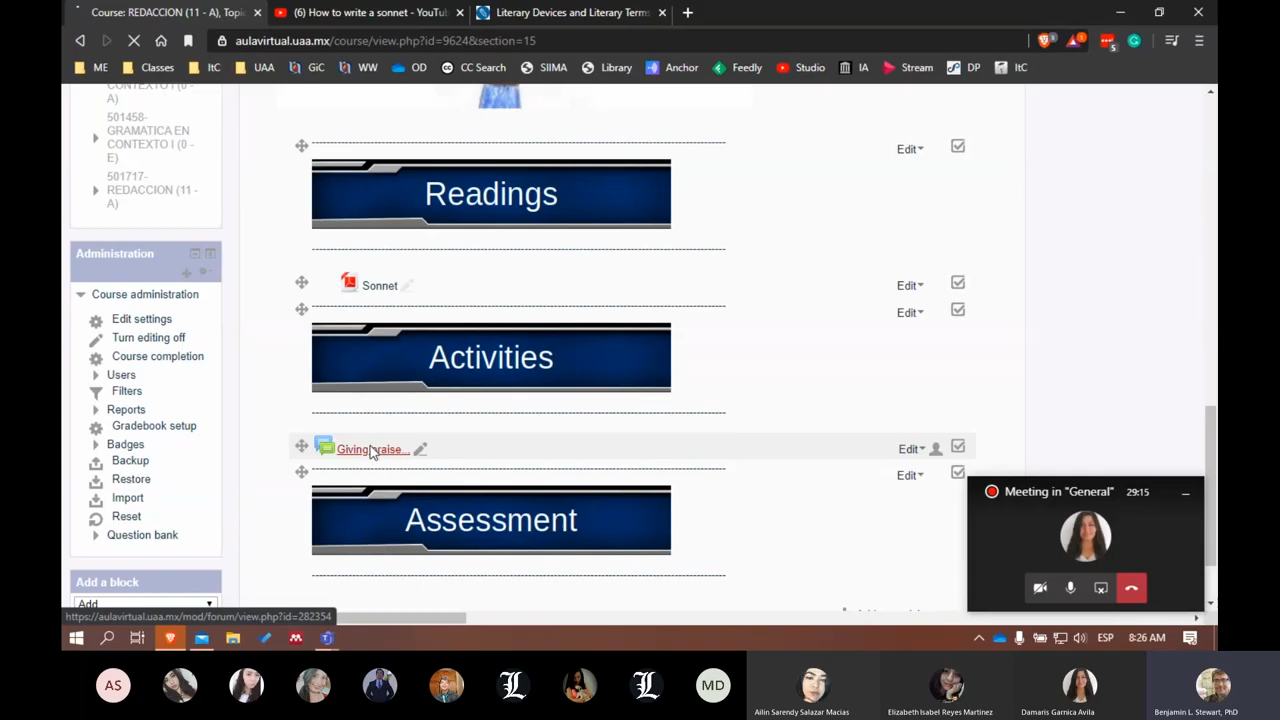 Course: REDACCION (11 - A), Topic
(6) How to write a sonnet - YouTu
Literary Devices and Literary Terms
aulavirtual.uaa.mx/course/view.php?id=9624&section=15
ME
Classes
ItC
UAA
GiC
WW
OD
CC Search
SIIMA
Library
Anchor
Feedly
Studio
IA
Stream
DP
ItC
CONTEXTO I (0 -
A)
501458-
GRAMATICA EN
CONTEXTO I (0 -
E)
501717-
REDACCION (11 -
A)
Administration
Course administration
Edit settings
Turn editing off
Course completion
Users
Filters
Reports
Gradebook setup
Badges
Backup
Restore
Import
Reset
Question bank
Add a block
Add...
Edit
Readings
Sonnet
Edit
Edit
Activities
Giving praise...
Edit
Edit
Assessment
Meeting in "General"
29:15
https://aulavirtual.uaa.mx/mod/forum/view.php?id=282354
ESP
8:26 AM
AS
L
L
MD
Ailin Sarendy Salazar Macias
Elizabeth Isabel Reyes Martinez
Damaris Garnica Avila
Benjamin L. Stewart, PhD